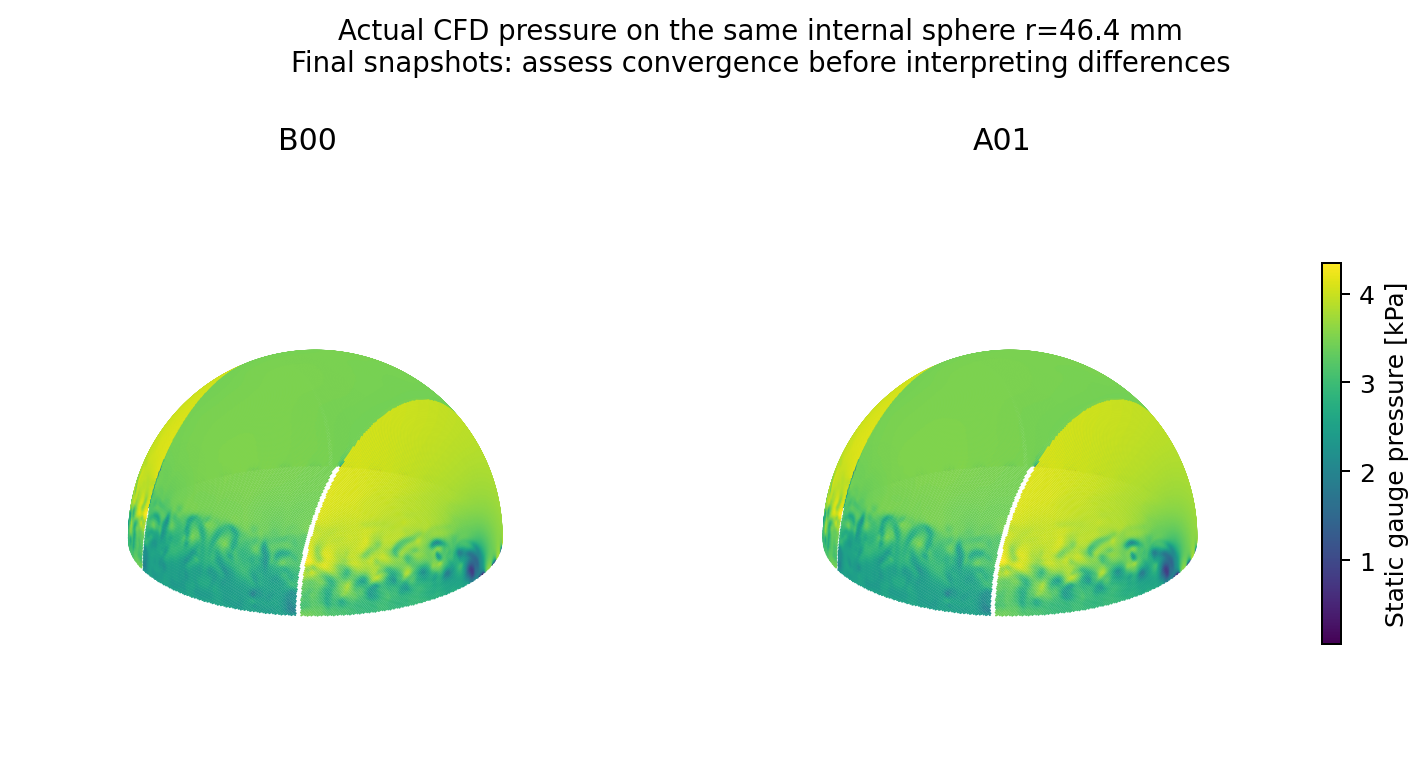 Actual CFD pressure on the same internal sphere r=46.4 mm
Final snapshots: assess convergence before interpreting differences
B00
A01
4
3
2
1
Static gauge pressure [kPa]